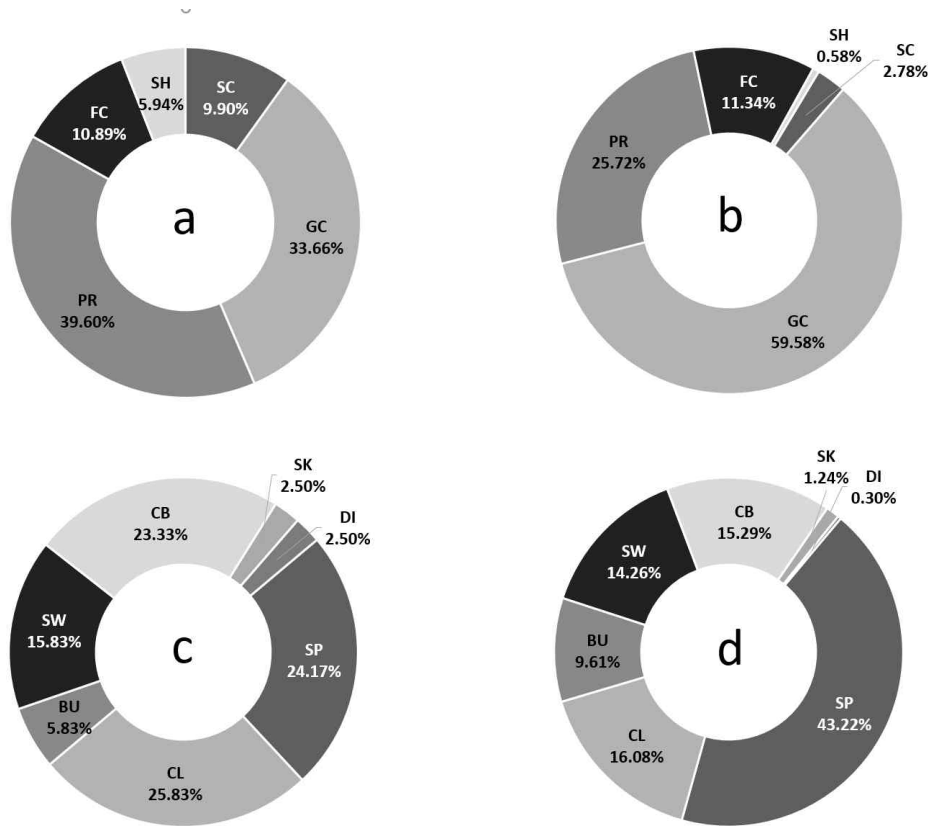 SH
5.94%
SC
9.90%
FC
10.89%
GC
33.66%
PR
39.60%
a
SH
0.58%
SC
2.78%
FC
11.34%
PR
25.72%
GC
59.58%
b
SK
2.50%
DI
2.50%
CB
23.33%
SW
15.83%
SP
24.17%
BU
5.83%
CL
25.83%
c
SK
1.24%
DI
0.30%
CB
15.29%
SW
14.26%
BU
9.61%
SP
43.22%
CL
16.08%
d